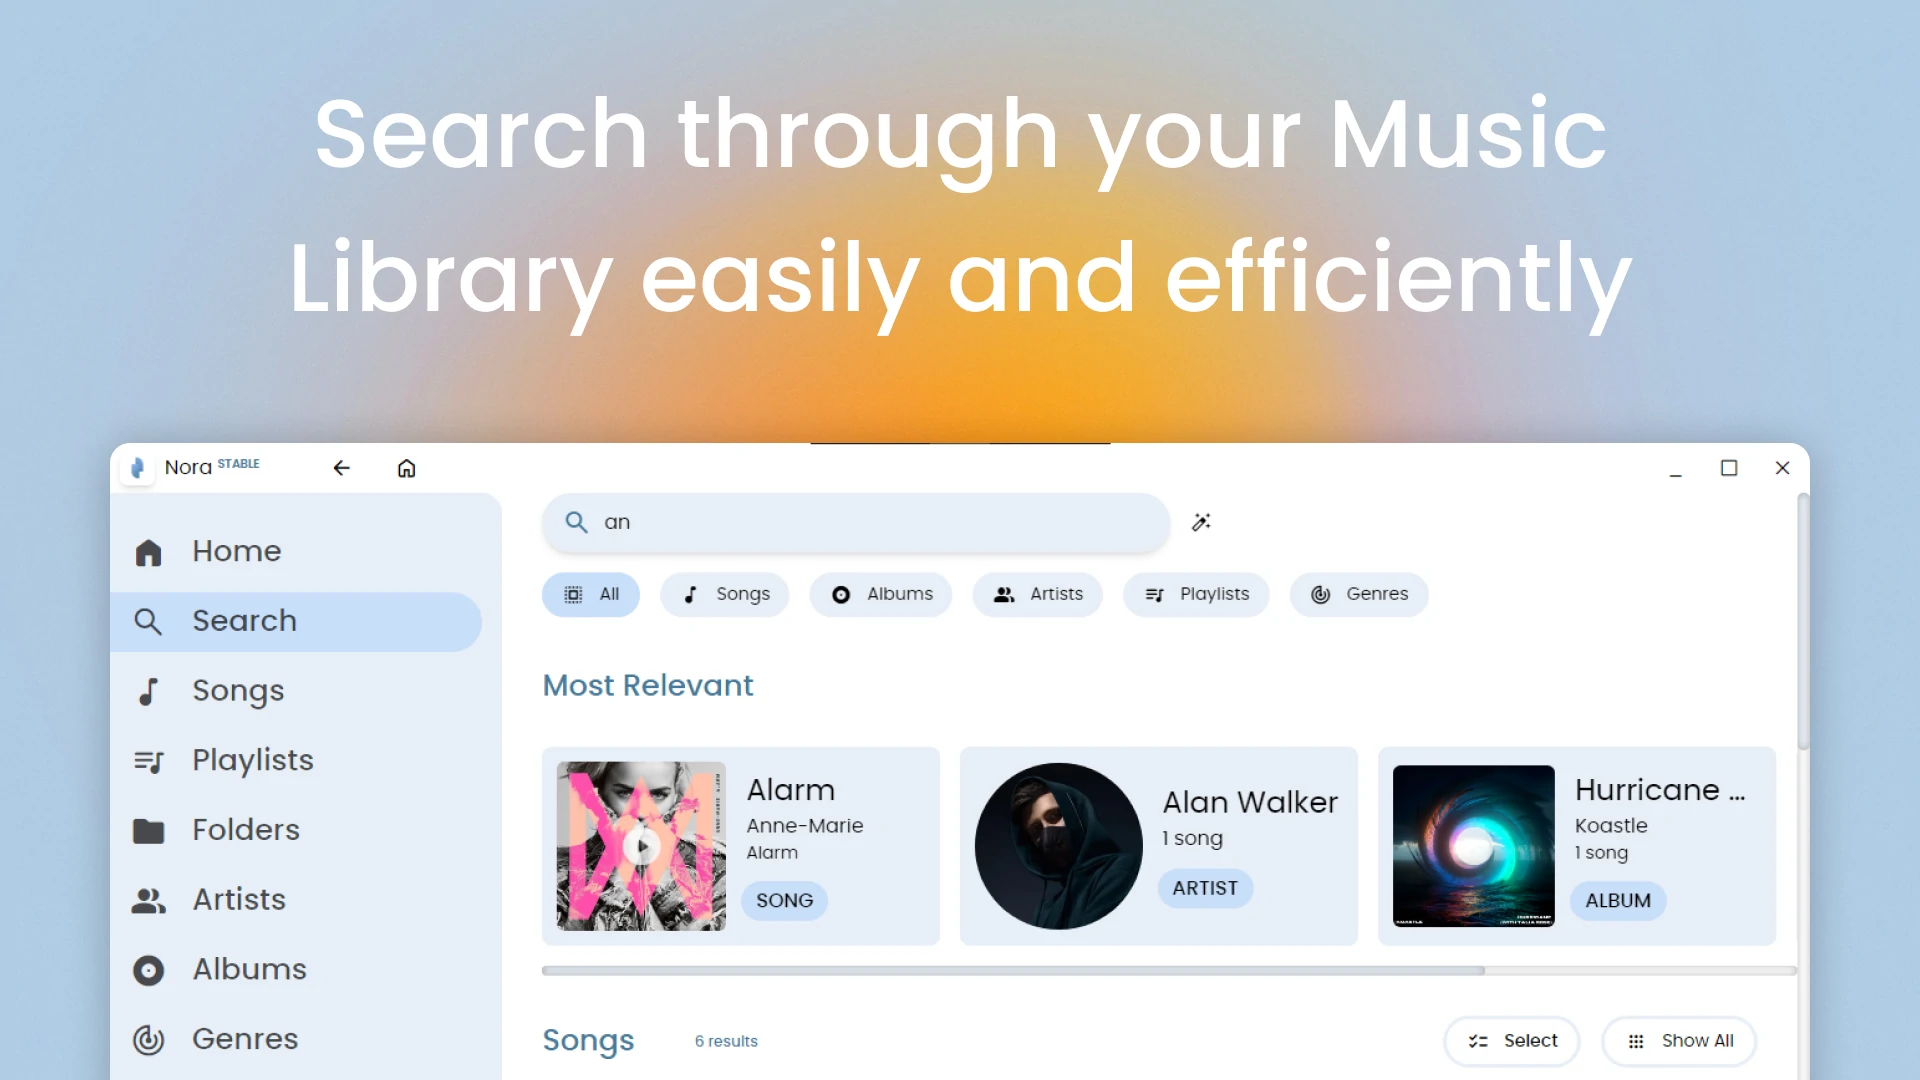 Search through your Music
Library easily and efficiently
Nora STABLE
Home
Search
Songs
Playlists
Folders
Artists
Albums
Genres
an
All
Songs
Albums
Artists
Playlists
Genres
Most Relevant
Alarm
Anne-Marie
Alarm
SONG
Alan Walker
1 song
ARTIST
Hurricane ...
Koastle
1 song
ALBUM
Songs
6 results
Select
Show All